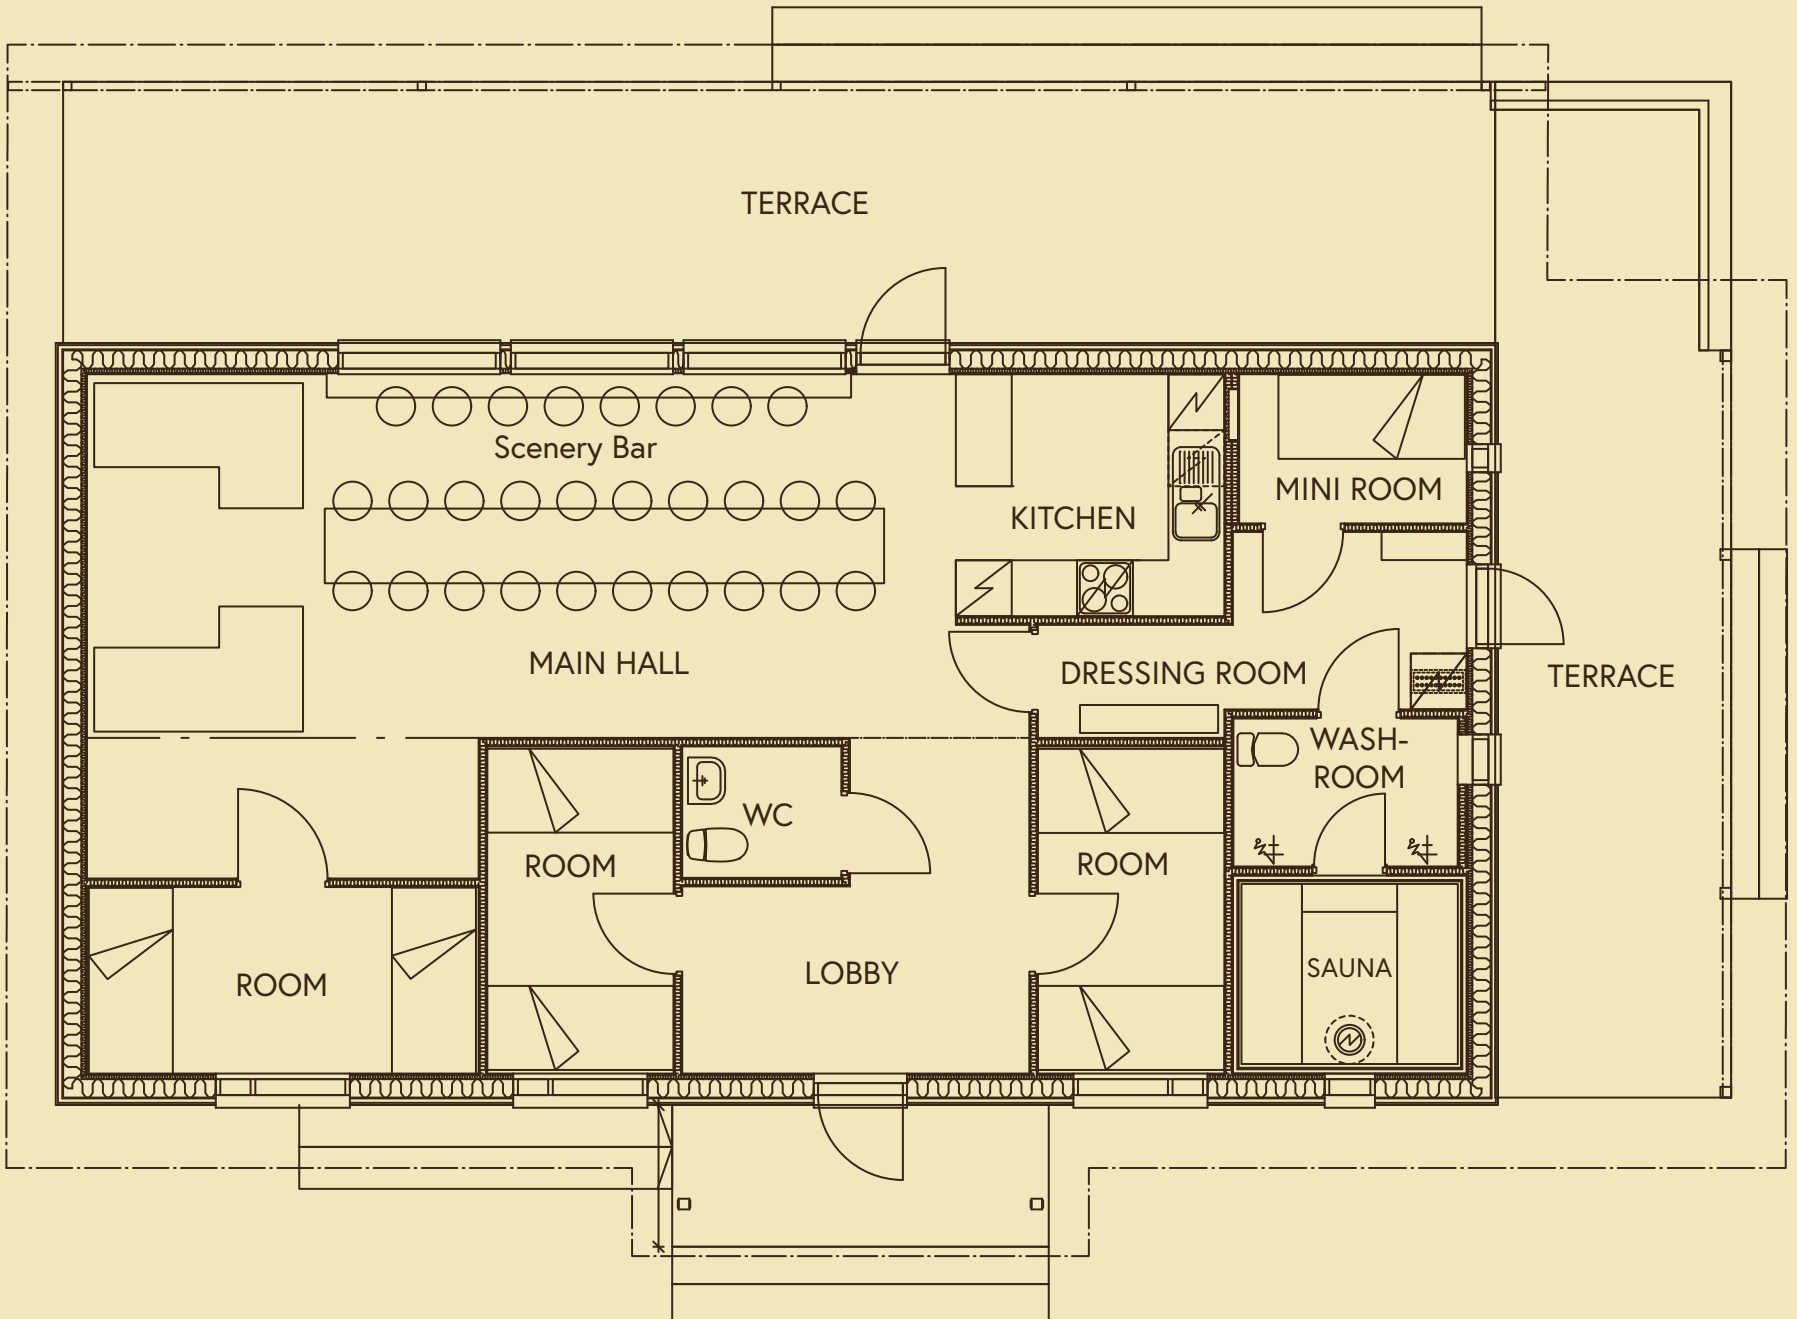 TERRACE
Scenery Bar
MINI ROOM
KITCHEN
MAIN HALL
DRESSING ROOM
TERRACE
WASH-
ROOM
WC
ROOM
ROOM
ROOM
LOBBY
SAUNA